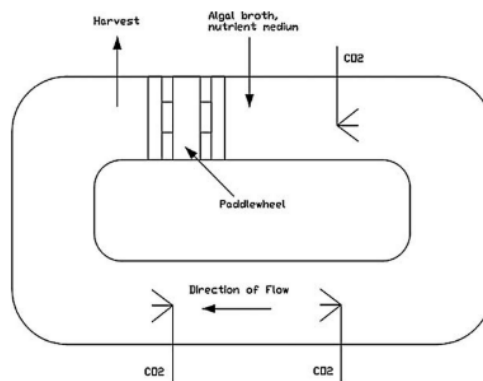 Harvest
Algal broth,
nutrient medium
CO2
Paddlewheel
Direction of Flow
CO2
CO2